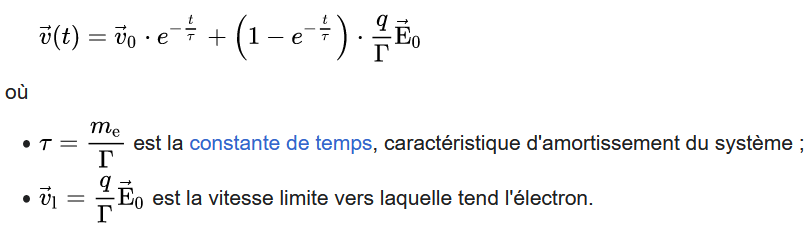 v⃗(t) = v⃗₀ · e^(−t/τ) + (1 − e^(−t/τ)) · q/Γ E⃗₀
où
• τ = mₑ/Γ est la constante de temps, caractéristique d'amortissement du système ;
• v⃗₁ = q/Γ E⃗₀ est la vitesse limite vers laquelle tend l'électron.